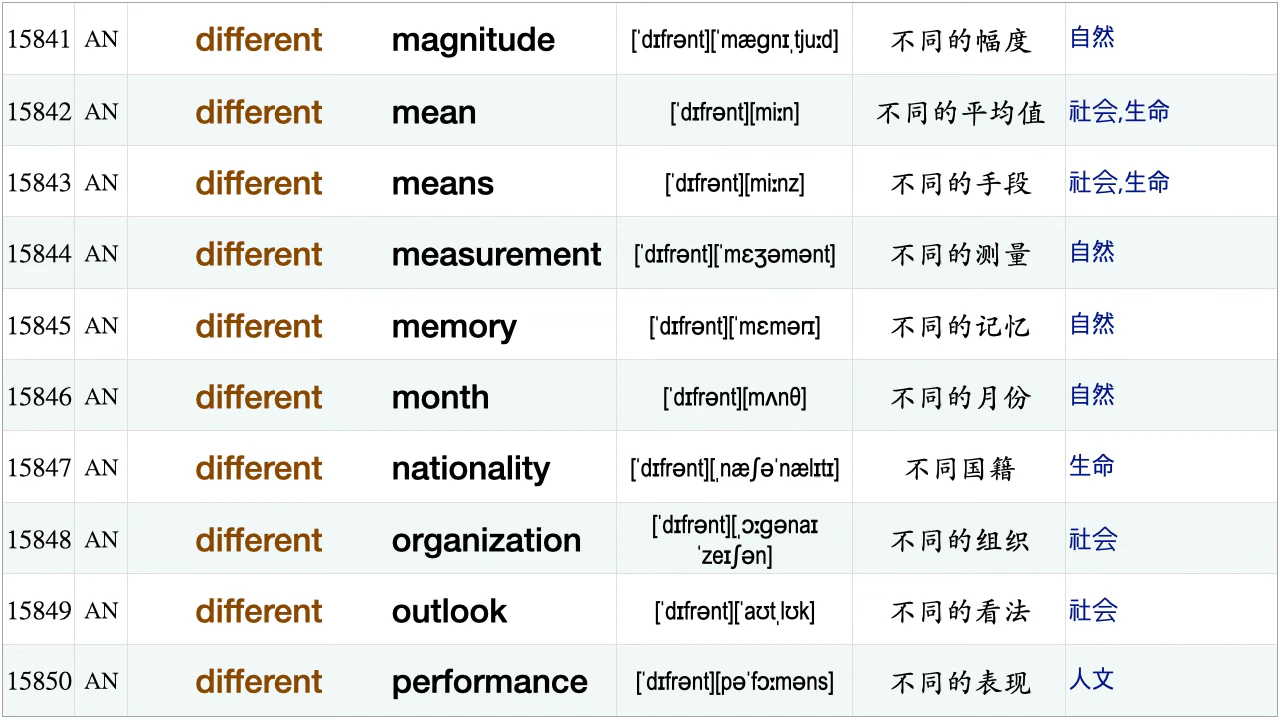 15841 AN different magnitude [ˈdɪfrənt][ˈmæɡnɪˌtjuːd] 不同的幅度 自然
15842 AN different mean [ˈdɪfrənt][miːn] 不同的平均值 社会,生命
15843 AN different means [ˈdɪfrənt][miːnz] 不同的手段 社会,生命
15844 AN different measurement [ˈdɪfrənt][ˈmɛʒəmənt] 不同的测量 自然
15845 AN different memory [ˈdɪfrənt][ˈmɛmərɪ] 不同的记忆 自然
15846 AN different month [ˈdɪfrənt][mʌnθ] 不同的月份 自然
15847 AN different nationality [ˈdɪfrənt][ˌnæʃəˈnælɪtɪ] 不同国籍 生命
15848 AN different organization [ˈdɪfrənt][ˌɔːɡənaɪ
ˈzeɪʃən] 不同的组织 社会
15849 AN different outlook [ˈdɪfrənt][ˈaʊtˌlʊk] 不同的看法 社会
15850 AN different performance [ˈdɪfrənt][pəˈfɔːməns] 不同的表现 人文